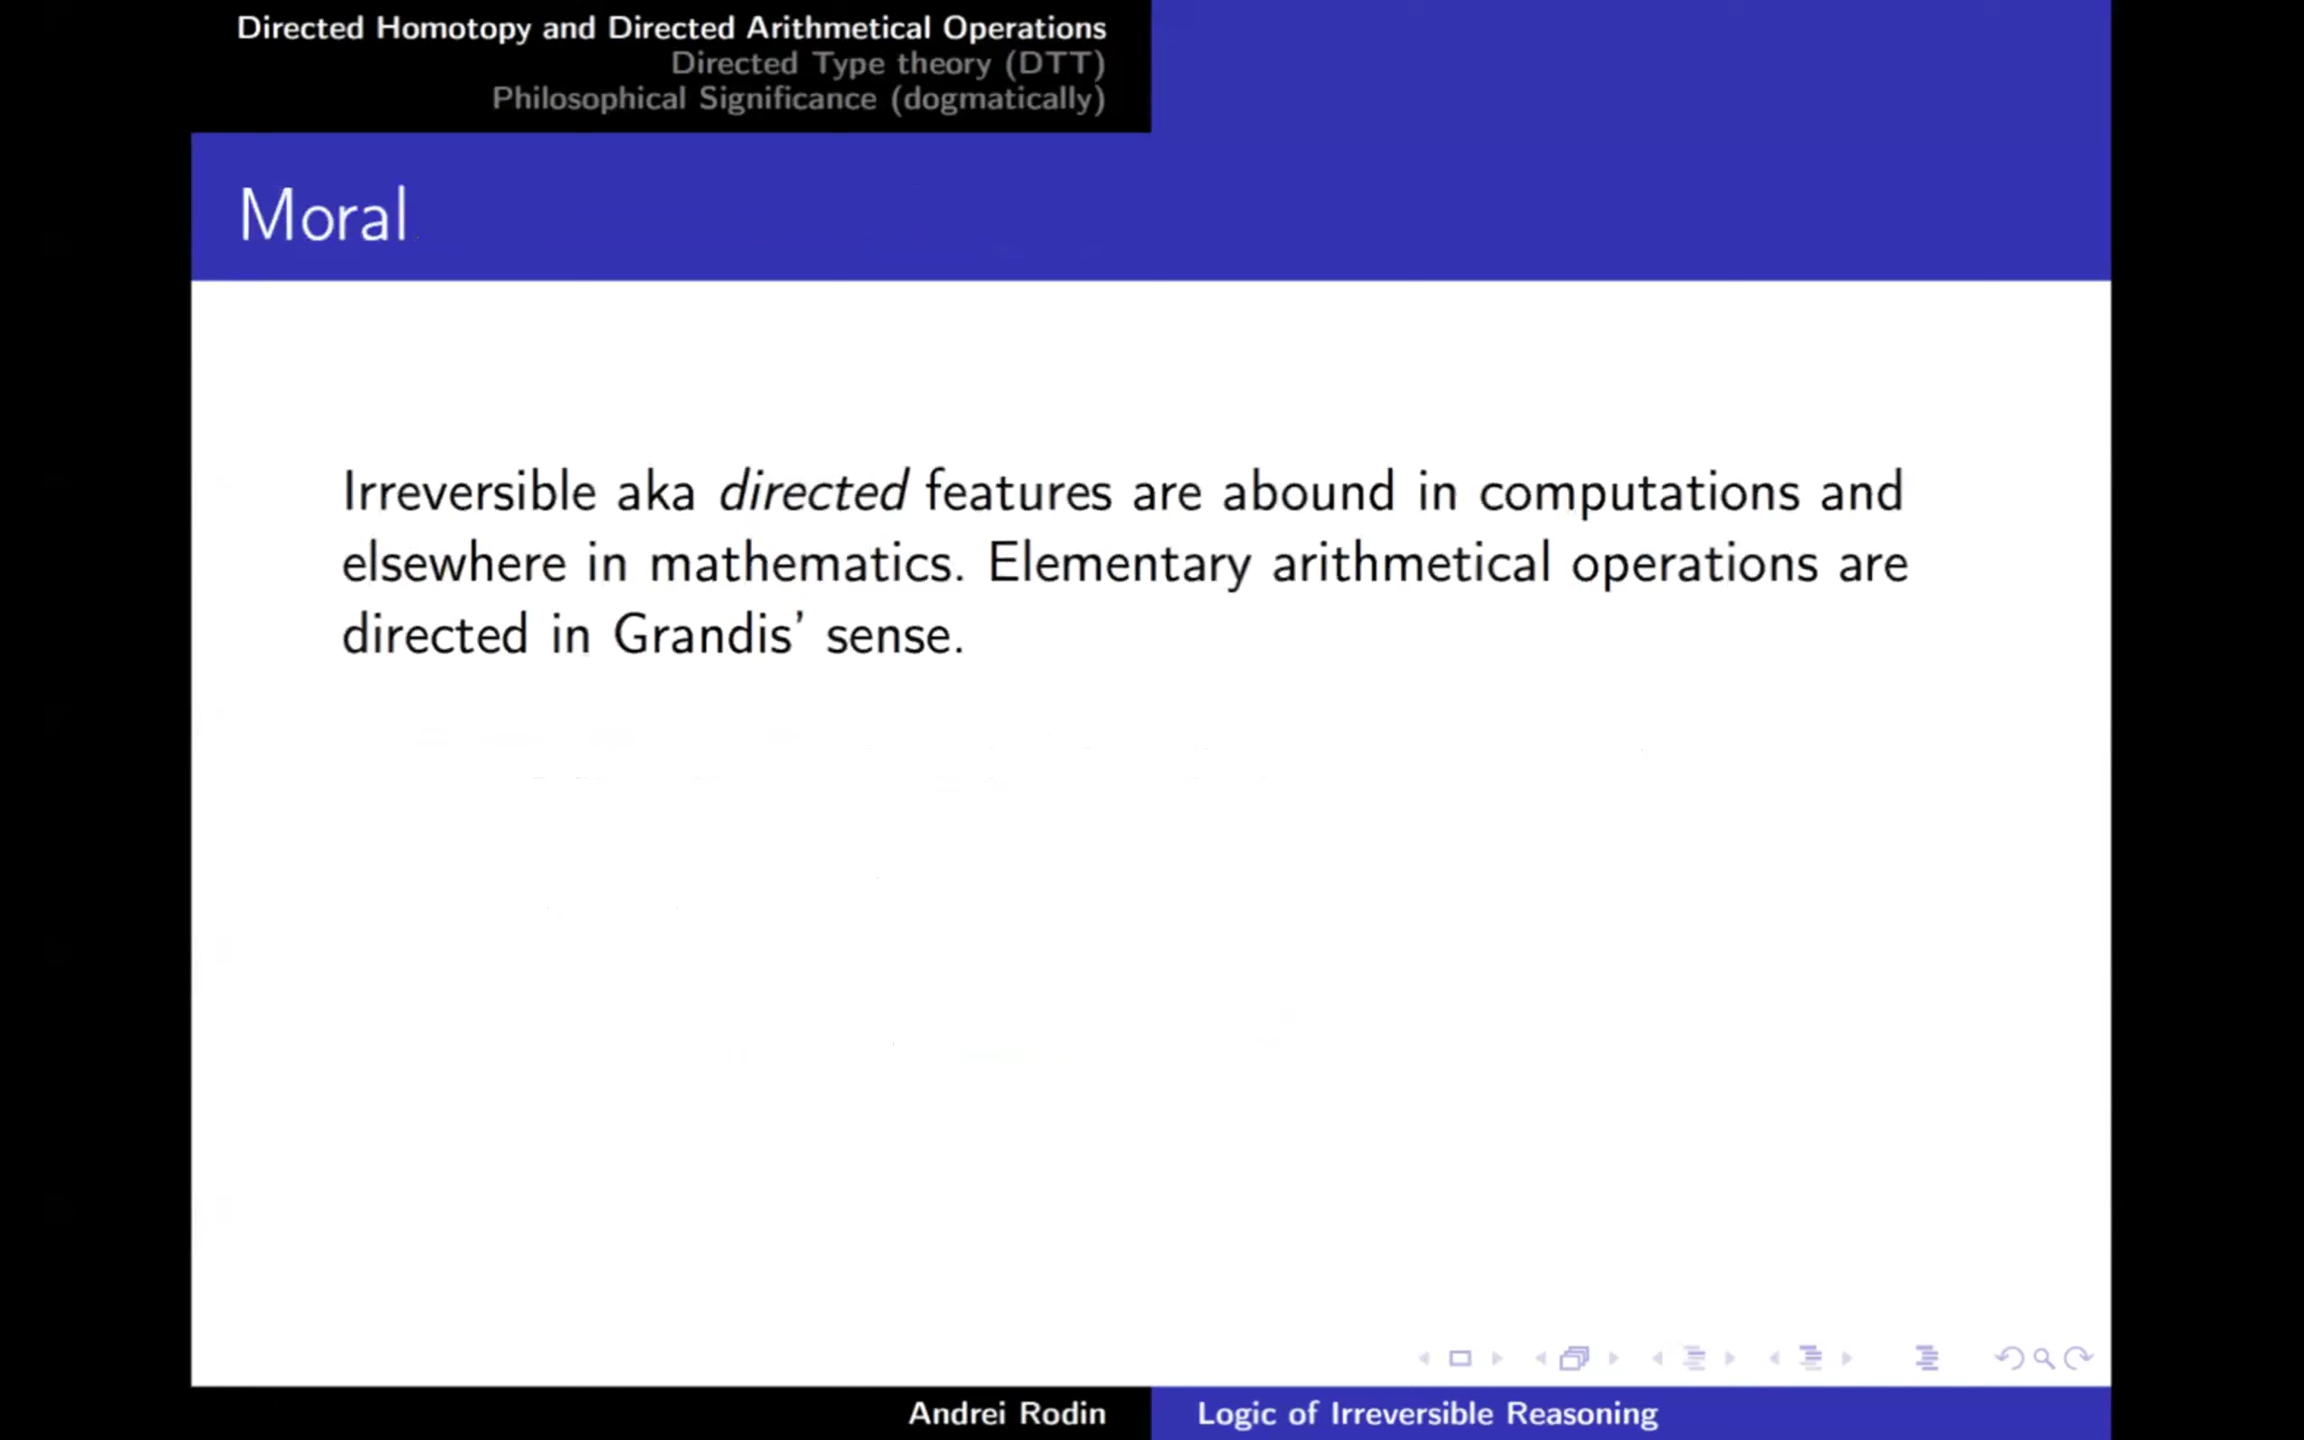 Directed Homotopy and Directed Arithmetical Operations
Directed Type theory (DTT)
Philosophical Significance (dogmatically)
Moral
Irreversible aka directed features are abound in computations and
elsewhere in mathematics. Elementary arithmetical operations are
directed in Grandis’ sense.
Andrei Rodin
Logic of Irreversible Reasoning